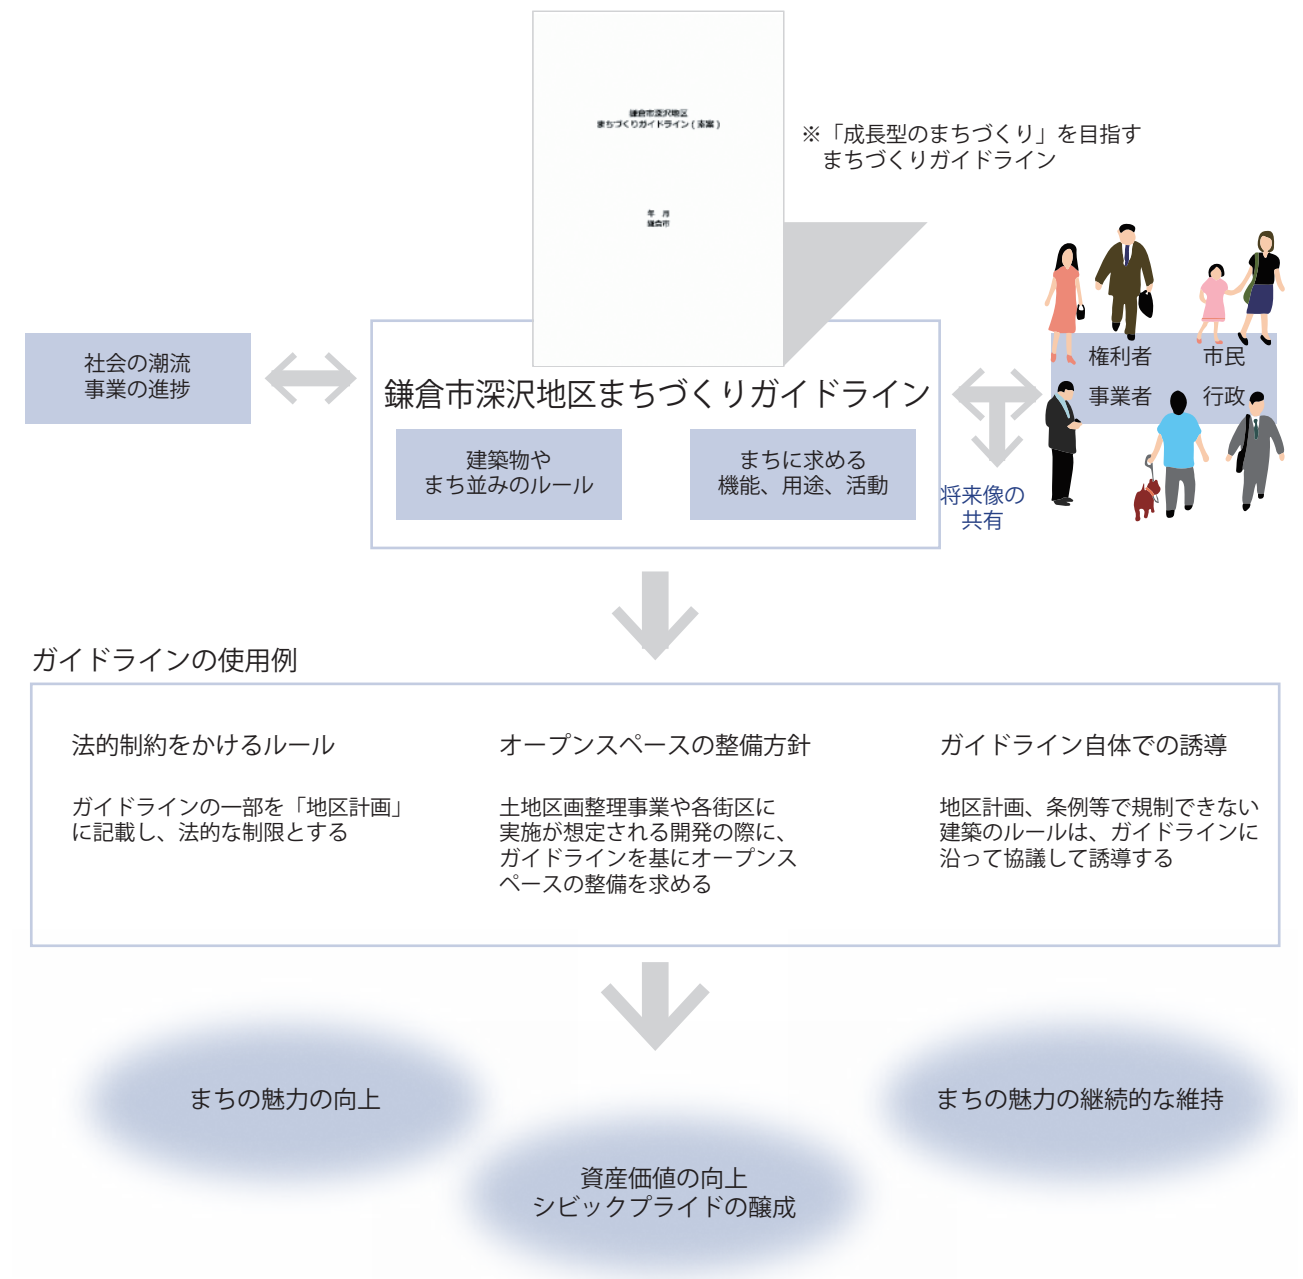 鎌倉市深沢地区
まちづくりガイドライン ( 素案 )
年　月
鎌倉市
※「成長型のまちづくり」を目指す
まちづくりガイドライン
社会の潮流
事業の進捗
鎌倉市深沢地区まちづくりガイドライン
建築物や
まち並みのルール
まちに求める
機能、用途、活動
権利者　市民
事業者　行政
将来像の
共有
ガイドラインの使用例
法的制約をかけるルール
ガイドラインの一部を「地区計画」
に記載し、法的な制限とする
オープンスペースの整備方針
土地区画整理事業や各街区に
実施が想定される開発の際に、
ガイドラインを基にオープンス
ペースの整備を求める
ガイドライン自体での誘導
地区計画、条例等で規制できない
建築のルールは、ガイドラインに
沿って協議して誘導する
まちの魅力の向上
まちの魅力の継続的な維持
資産価値の向上
シビックプライドの醸成